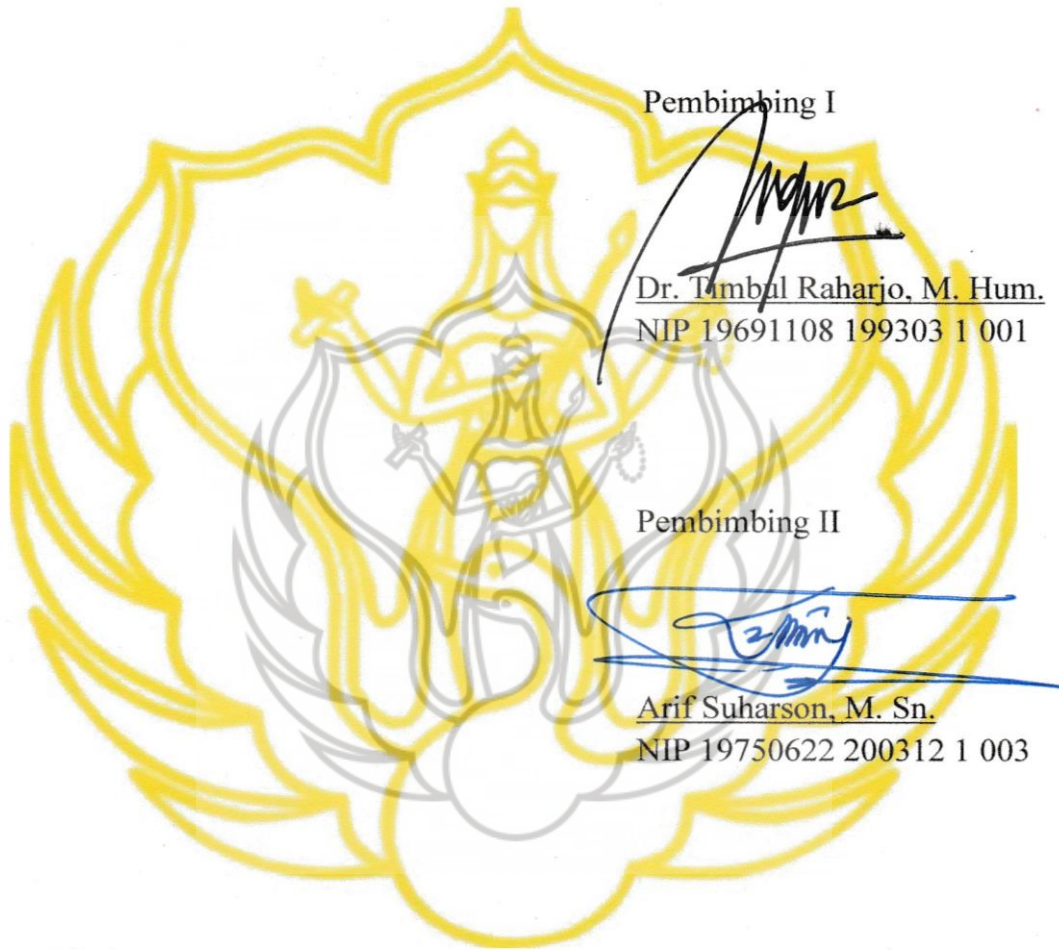 Pembimbing I
Dr. Timbul Raharjo, M. Hum.
NIP 19691108 199303 1 001
Pembimbing II
Arif Suharson, M. Sn.
NIP 19750622 200312 1 003